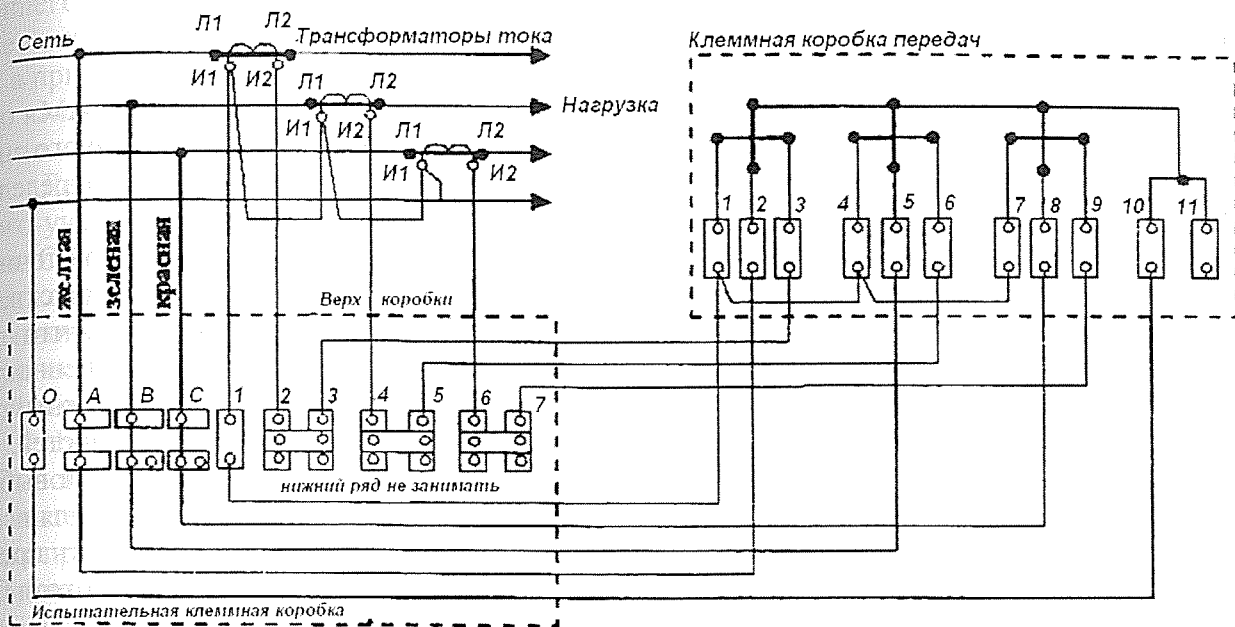 Сеть
Л1 Л2
Трансформаторы тока
И1 И2
Л1 Л2
Нагрузка
И1 И2
Л1 Л2
И1 И2
желтая
зеленая
красная
Клеммная коробка передач
1 2 3 4 5 6 7 8 9 10 11
Верх коробки
О А В С 1 2 3 4 5 6 7
нижний ряд не занимать
Испытательная клеммная коробка